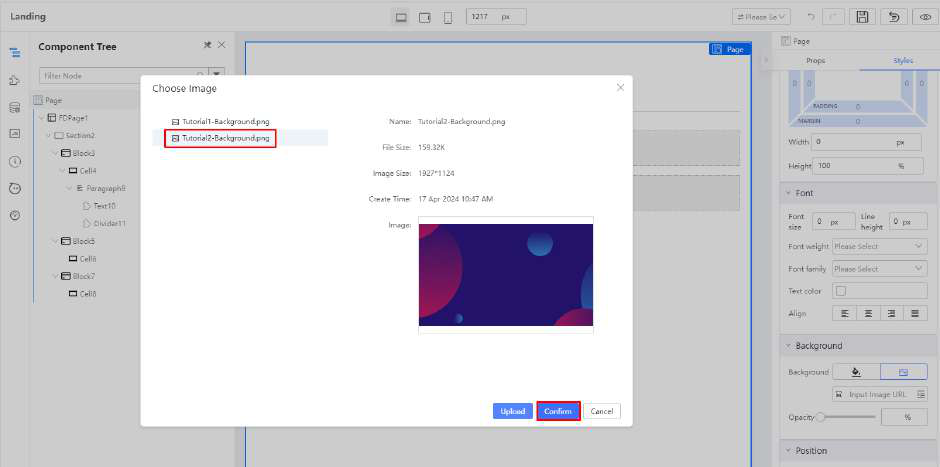 Landing
1217 px
Please Se
Component Tree
Filter Node
Page
FDPage1
Section2
Block3
Cell4
Paragraph9
Text10
Divider11
Block5
Cell6
Block7
Cell8
Page
Choose Image
Tutorial1-Background.png
Tutorial2-Background.png
Name: Tutorial2-Background.png
File Size: 159.32K
Image Size: 1927*1124
Create Time: 17 Apr 2024 10:47 AM
Image:
Upload
Confirm
Cancel
Page
Props
Styles
0 0 0 0
PADDING 0
MARGIN 0
Width 0 px
Height 100 %
Font
Font size 0 px
Line height 0 px
Font weight Please Select
Font family Please Select
Text color
Align
Background
Background
Input Image URL
Opacity %
Position